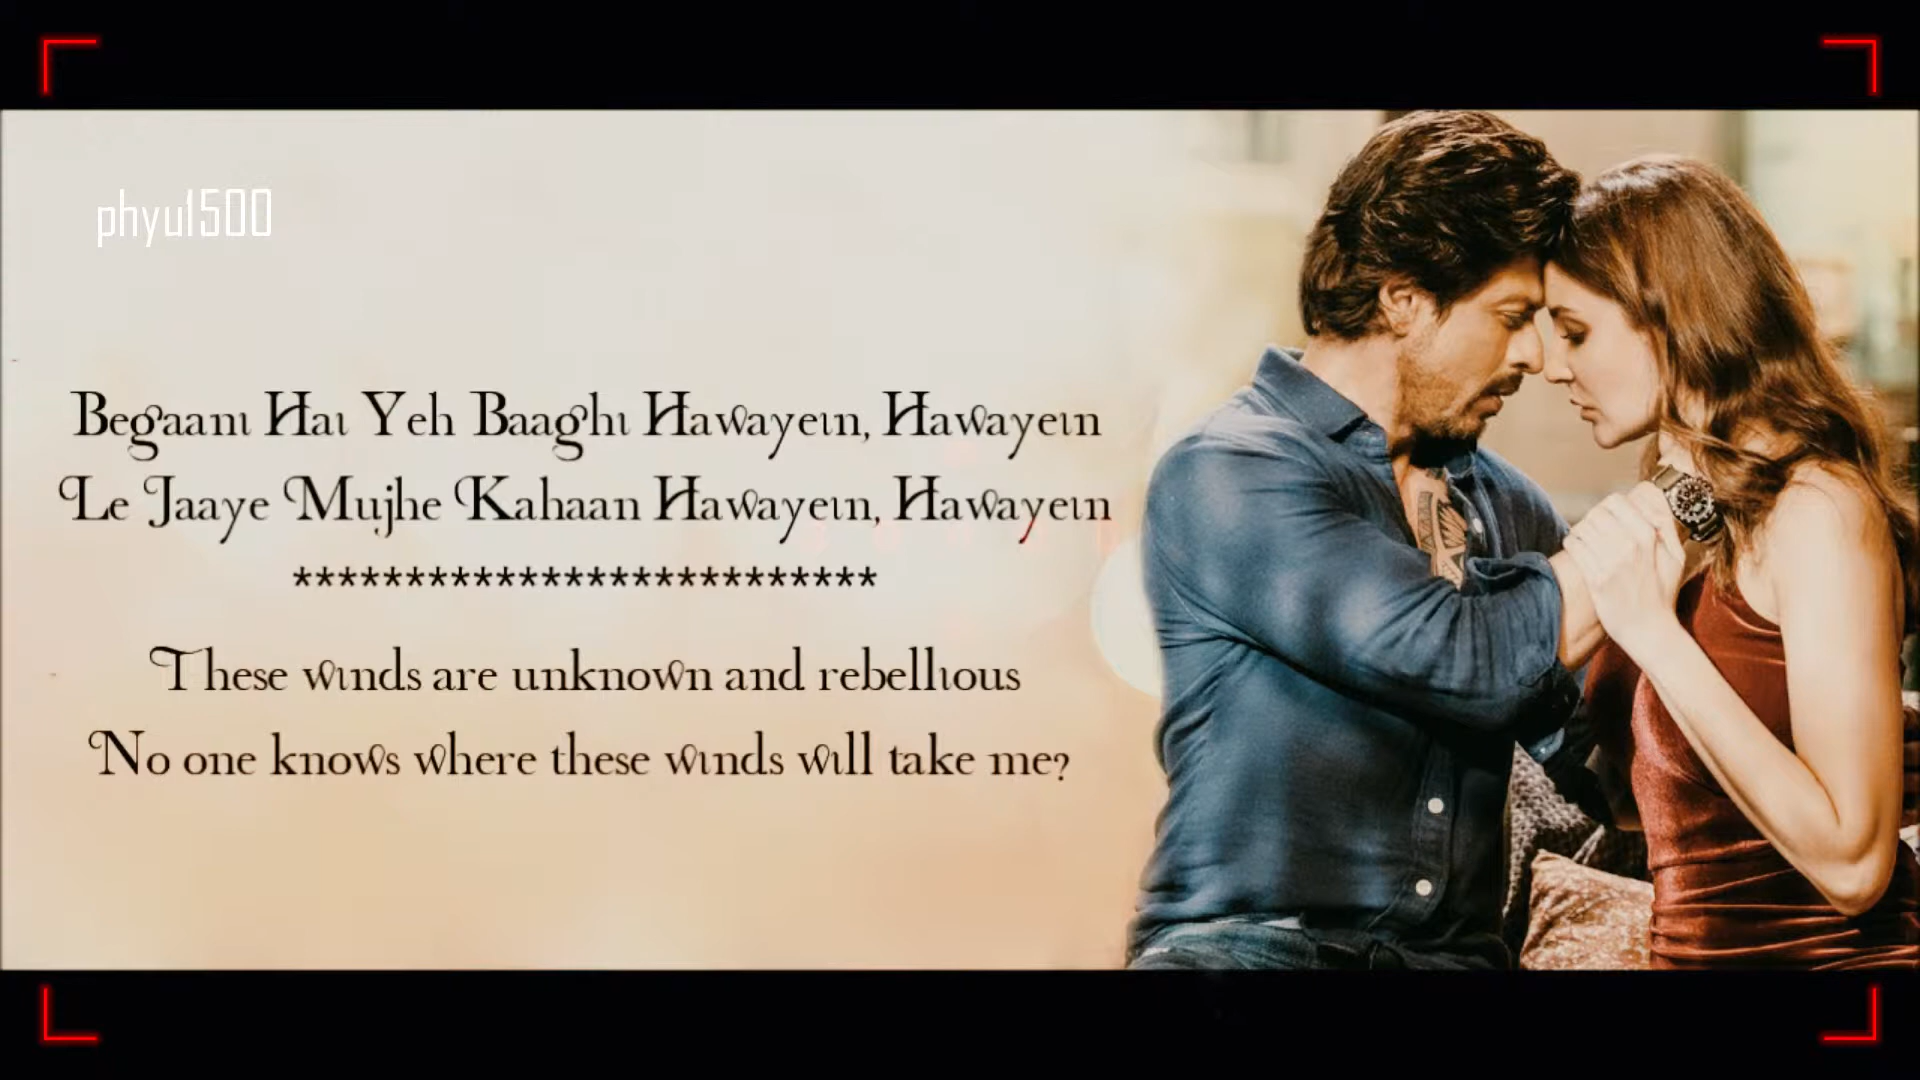 phyu1500
Begaani Hai Yeh Baaghi Hawayein, Hawayein
Le Jaaye Mujhe Kahaan Hawayein, Hawayein
**************************
These winds are unknown and rebellious
No one knows where these winds will take me?